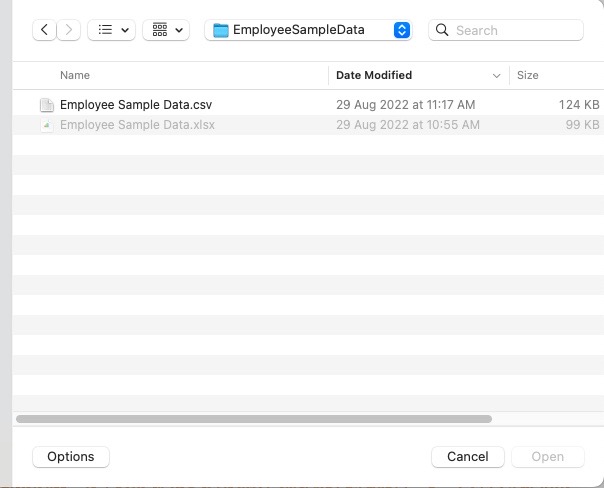 EmployeeSampleData
Search
Name Date Modified Size
Employee Sample Data.csv 29 Aug 2022 at 11:17 AM 124 KB
Employee Sample Data.xlsx 29 Aug 2022 at 10:55 AM 99 KB
Options Cancel Open